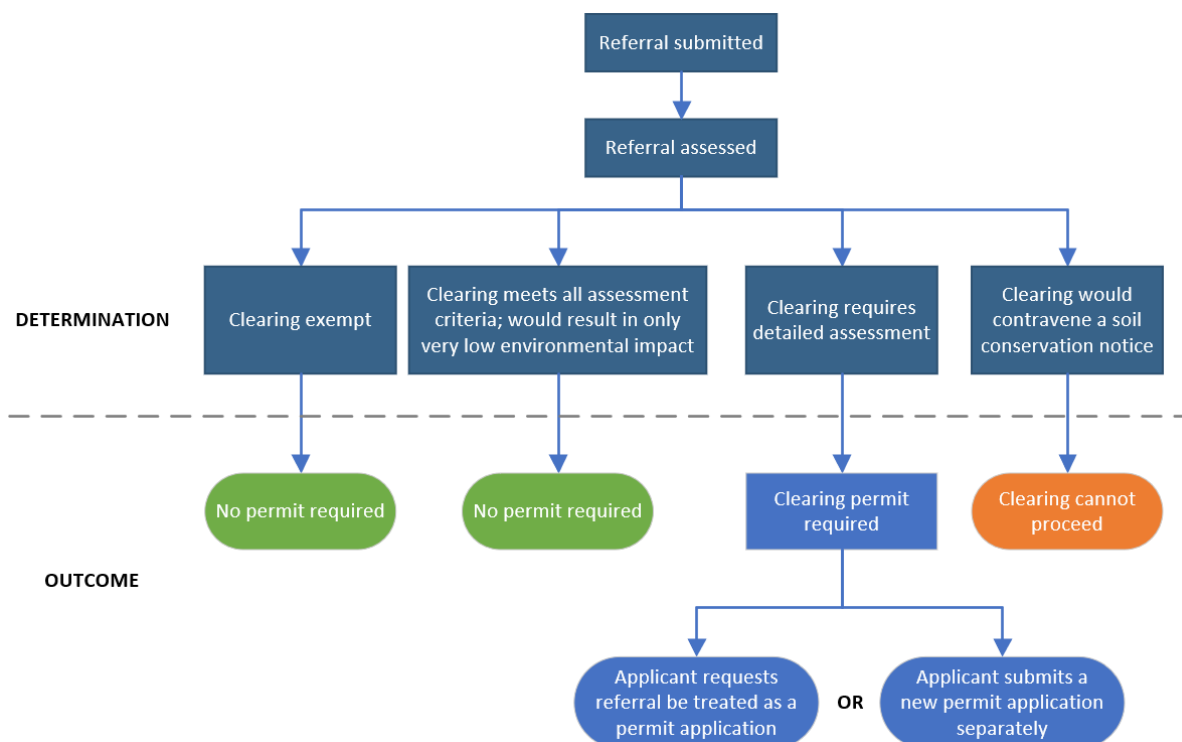 Referral submitted
Referral assessed
DETERMINATION
Clearing exempt
Clearing meets all assessment
criteria; would result in only
very low environmental impact
Clearing requires
detailed assessment
Clearing would
contravene a soil
conservation notice
OUTCOME
No permit required
No permit required
Clearing permit
required
Clearing cannot
proceed
Applicant requests
referral be treated as a
permit application
OR
Applicant submits a
new permit application
separately